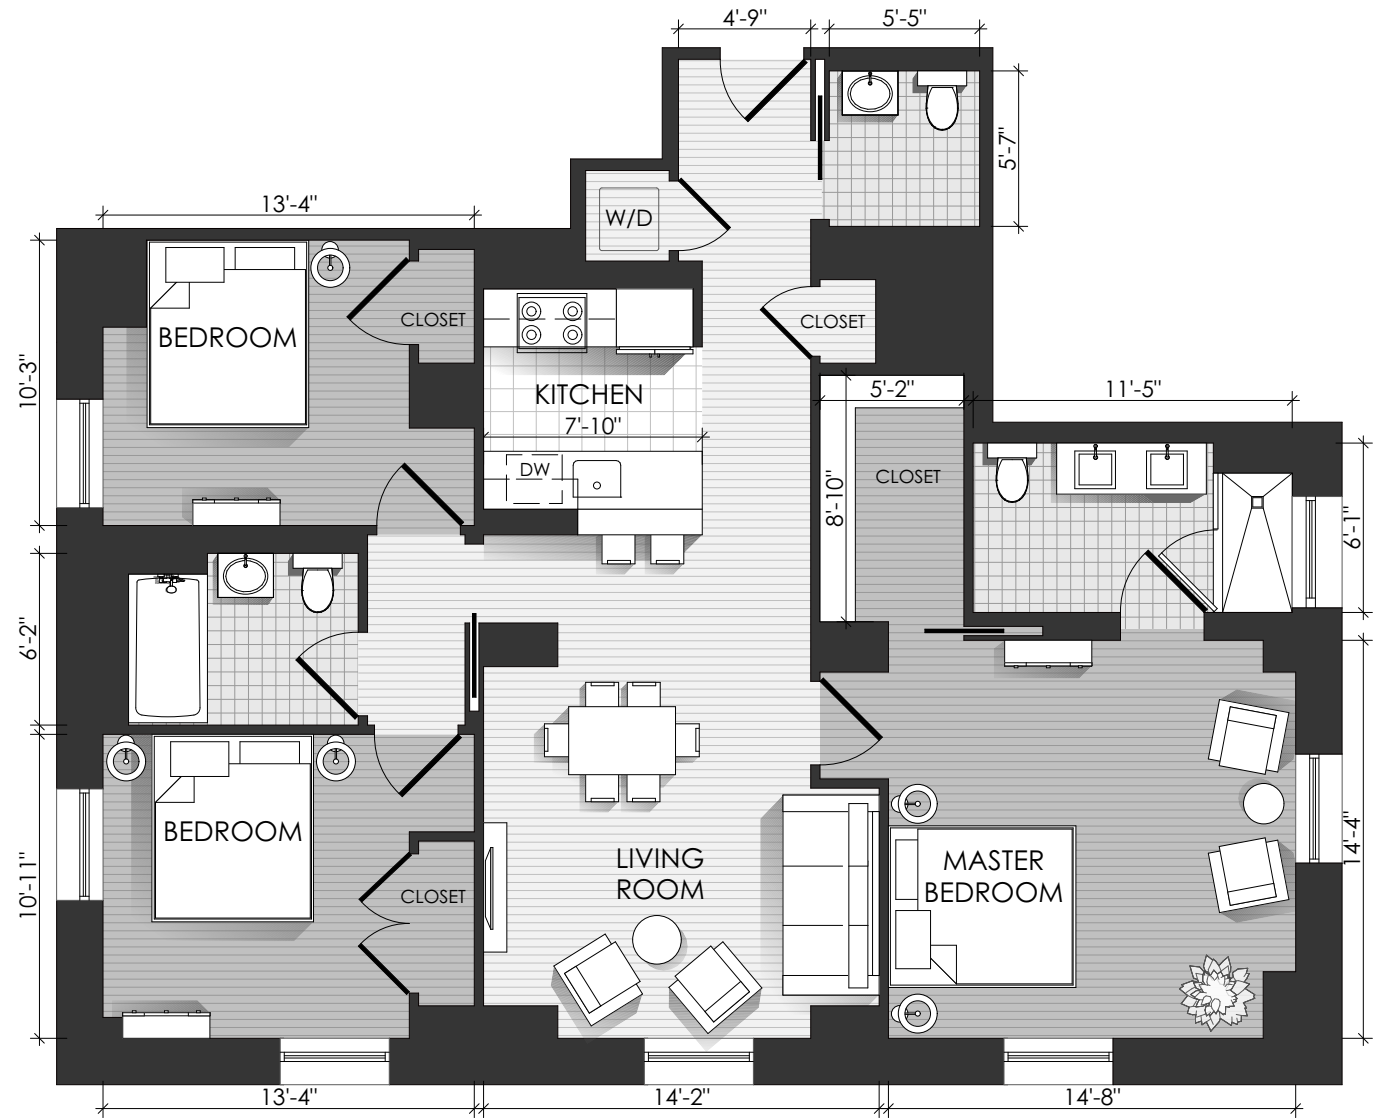 4'-9"
5'-5"
5'-7"
13'-4"
W/D
BEDROOM
CLOSET
CLOSET
10'-3"
KITCHEN
7'-10"
DW
5'-2"
11'-5"
8'-10"
CLOSET
6'-1"
6'-2"
BEDROOM
CLOSET
10'-11"
LIVING
ROOM
MASTER
BEDROOM
14'-4"
13'-4"
14'-2"
14'-8"